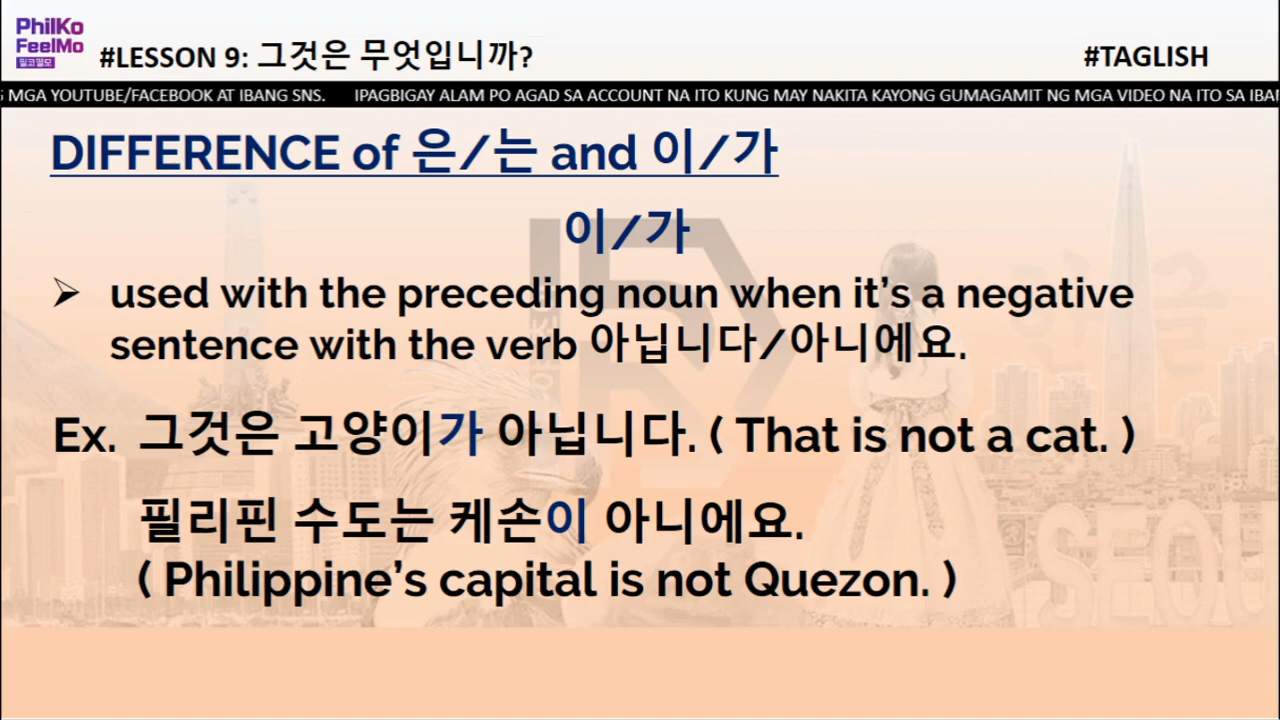 PhilKo
FeelMo
필코필모
#LESSON 9: 그것은 무엇입니까?
#TAGLISH
MGA YOUTUBE/FACEBOOK AT IBANG SNS. IPAGBIGAY ALAM PO AGAD SA ACCOUNT NA ITO KUNG MAY NAKITA KAYONG GUMAGAMIT NG MGA VIDEO NA ITO SA
DIFFERENCE of 은/는 and 이/가
이/가
➢ used with the preceding noun when it's a negative
sentence with the verb 아닙니다/아니에요.
Ex. 그것은 고양이가 아닙니다. ( That is not a cat. )
필리핀 수도는 케손이 아니에요.
( Philippine's capital is not Quezon. )
SEOU